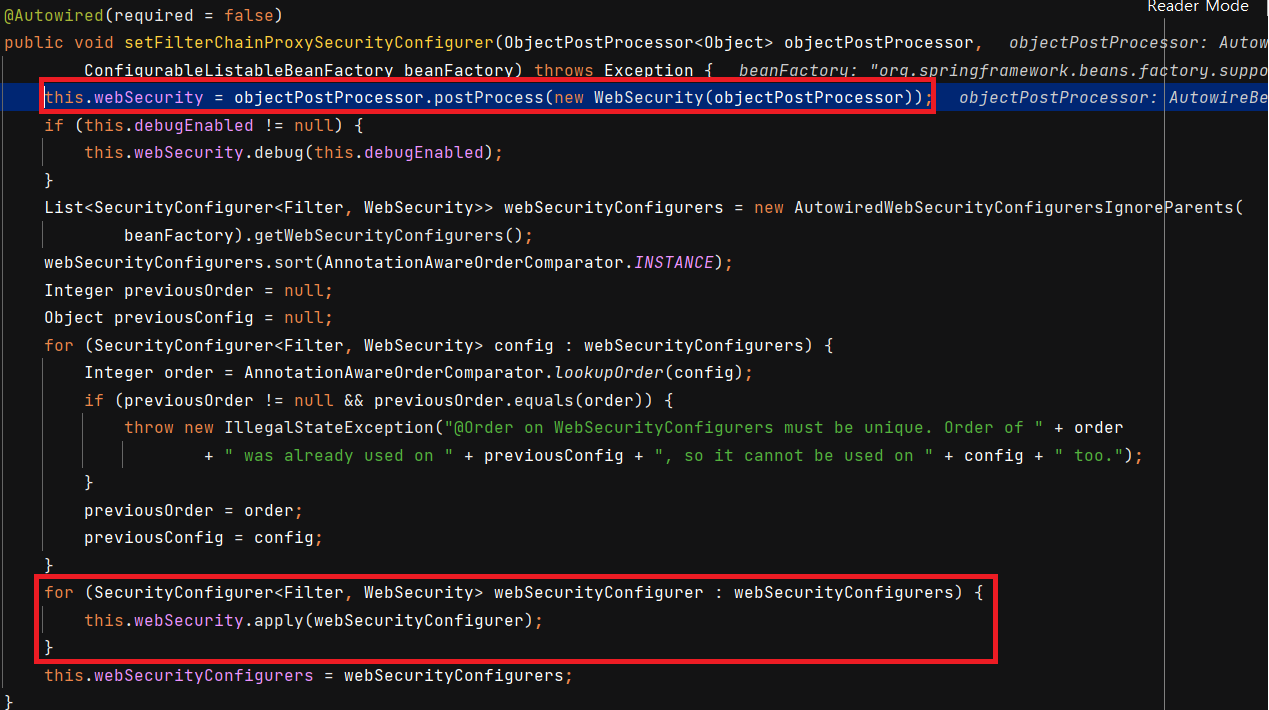 Reader Mode
@Autowired(required = false)
public void setFilterChainProxySecurityConfigurer(ObjectPostProcessor<Object> objectPostProcessor, objectPostProcessor: Autow
ConfigurableListableBeanFactory beanFactory) throws Exception { beanFactory: "org.springframework.beans.factory.suppo
this.webSecurity = objectPostProcessor.postProcess(new WebSecurity(objectPostProcessor)); objectPostProcessor: AutowireBe
if (this.debugEnabled != null) {
this.webSecurity.debug(this.debugEnabled);
}
List<SecurityConfigurer<Filter, WebSecurity>> webSecurityConfigurers = new AutowiredWebSecurityConfigurersIgnoreParents(
beanFactory).getWebSecurityConfigurers();
webSecurityConfigurers.sort(AnnotationAwareOrderComparator.INSTANCE);
Integer previousOrder = null;
Object previousConfig = null;
for (SecurityConfigurer<Filter, WebSecurity> config : webSecurityConfigurers) {
Integer order = AnnotationAwareOrderComparator.lookupOrder(config);
if (previousOrder != null && previousOrder.equals(order)) {
throw new IllegalStateException("@Order on WebSecurityConfigurers must be unique. Order of " + order
+ " was already used on " + previousConfig + ", so it cannot be used on " + config + " too.");
}
previousOrder = order;
previousConfig = config;
}
for (SecurityConfigurer<Filter, WebSecurity> webSecurityConfigurer : webSecurityConfigurers) {
this.webSecurity.apply(webSecurityConfigurer);
}
this.webSecurityConfigurers = webSecurityConfigurers;
}